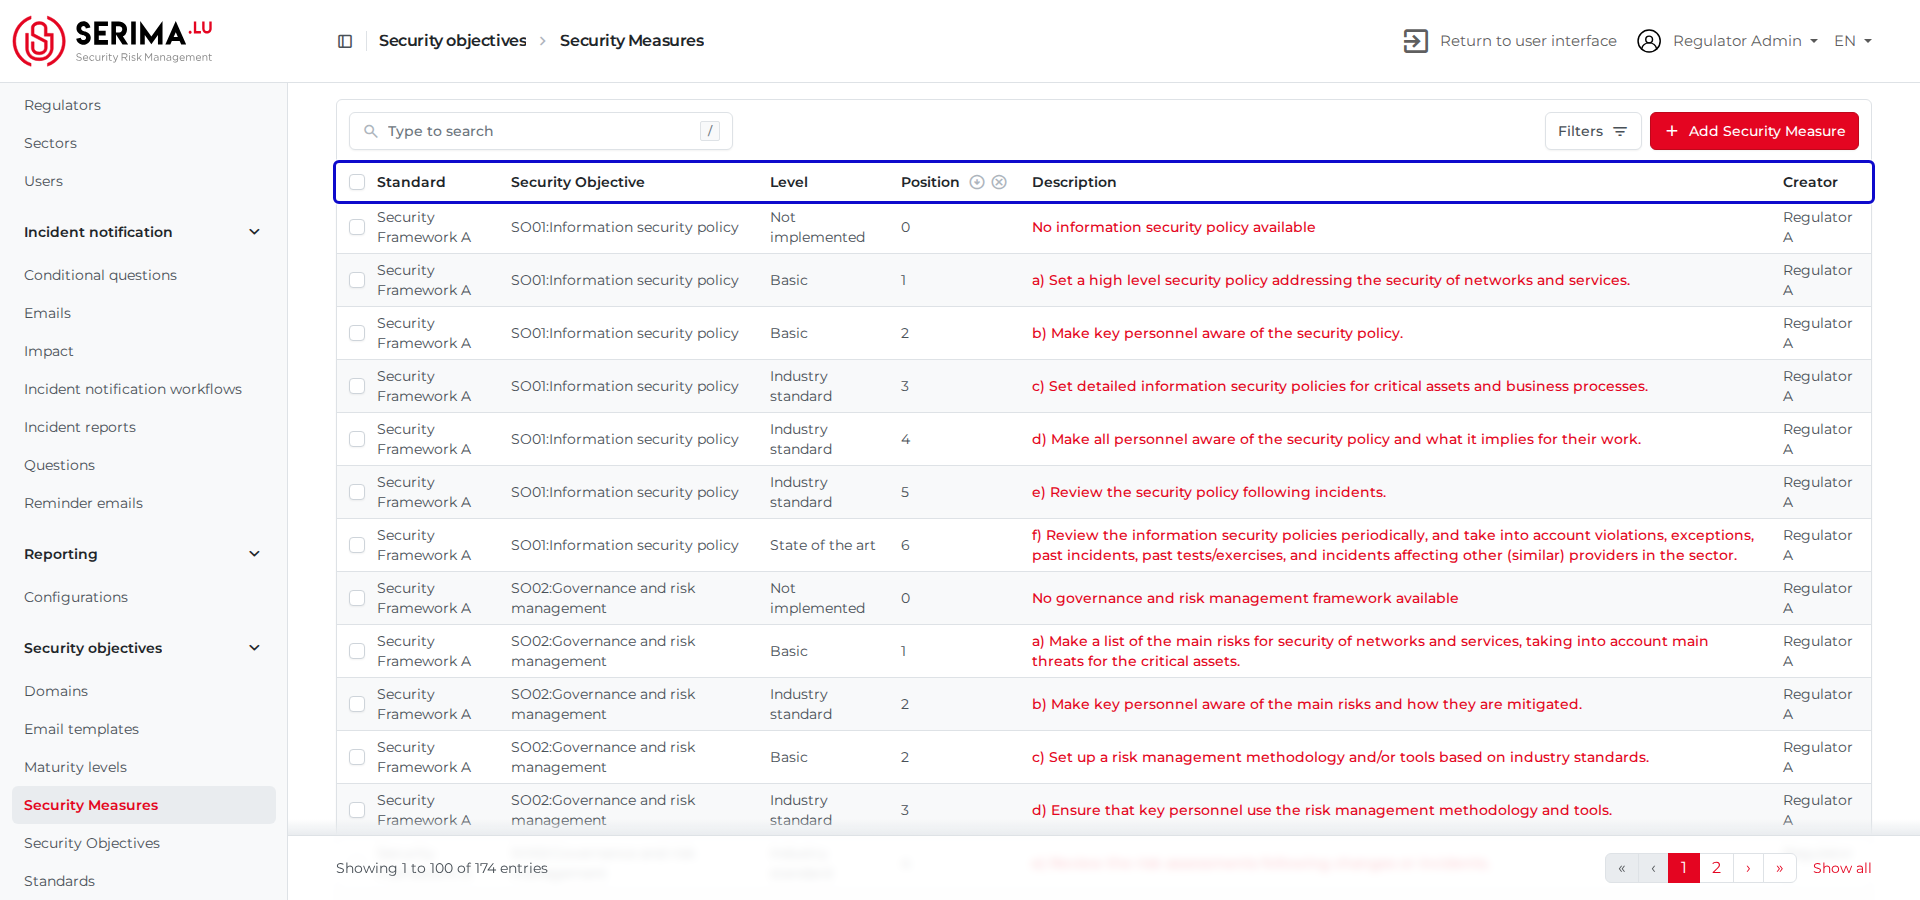 SERIMA.LU
Security Risk Management
Security objectives > Security Measures
Return to user interface
Regulator Admin
EN
Regulators
Sectors
Users
Incident notification
Conditional questions
Emails
Impact
Incident notification workflows
Incident reports
Questions
Reminder emails
Reporting
Configurations
Security objectives
Domains
Email templates
Maturity levels
Security Measures
Security Objectives
Standards
Type to search /
Filters
+ Add Security Measure
Standard Security Objective Level Position Description Creator
Security Framework A SO01:Information security policy Not implemented 0 No information security policy available Regulator A
Security Framework A SO01:Information security policy Basic 1 a) Set a high level security policy addressing the security of networks and services. Regulator A
Security Framework A SO01:Information security policy Basic 2 b) Make key personnel aware of the security policy. Regulator A
Security Framework A SO01:Information security policy Industry standard 3 c) Set detailed information security policies for critical assets and business processes. Regulator A
Security Framework A SO01:Information security policy Industry standard 4 d) Make all personnel aware of the security policy and what it implies for their work. Regulator A
Security Framework A SO01:Information security policy Industry standard 5 e) Review the security policy following incidents. Regulator A
Security Framework A SO01:Information security policy State of the art 6 f) Review the information security policies periodically, and take into account violations, exceptions, past incidents, past tests/exercises, and incidents affecting other (similar) providers in the sector. Regulator A
Security Framework A SO02:Governance and risk management Not implemented 0 No governance and risk management framework available Regulator A
Security Framework A SO02:Governance and risk management Basic 1 a) Make a list of the main risks for security of networks and services, taking into account main threats for the critical assets. Regulator A
Security Framework A SO02:Governance and risk management Industry standard 2 b) Make key personnel aware of the main risks and how they are mitigated. Regulator A
Security Framework A SO02:Governance and risk management Basic 2 c) Set up a risk management methodology and/or tools based on industry standards. Regulator A
Security Framework A SO02:Governance and risk management Industry standard 3 d) Ensure that key personnel use the risk management methodology and tools. Regulator A
Showing 1 to 100 of 174 entries
« ‹ 1 2 › » Show all